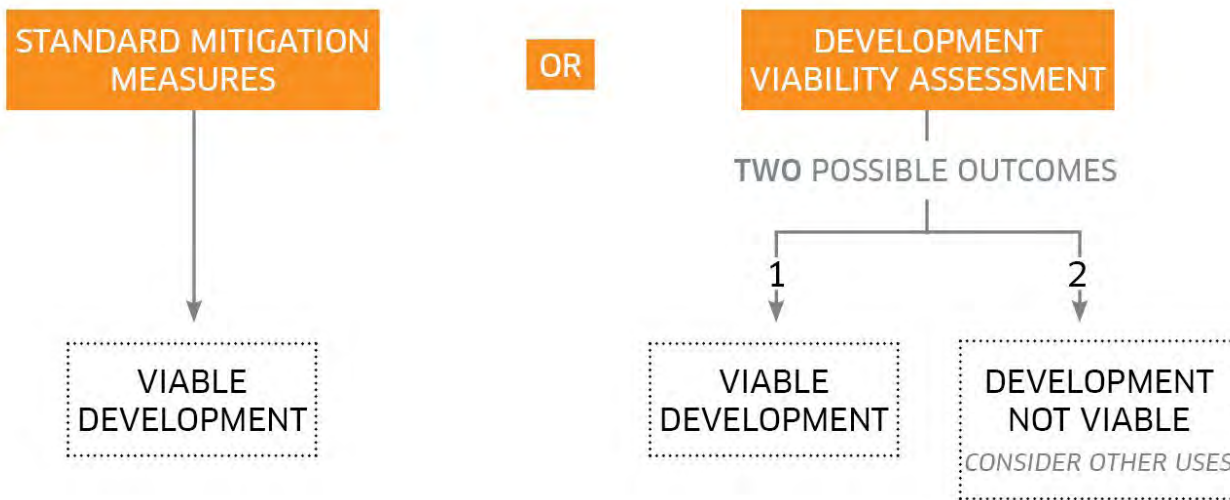 STANDARD MITIGATION
MEASURES
OR
DEVELOPMENT
VIABILITY ASSESSMENT
TWO POSSIBLE OUTCOMES
1
2
VIABLE
DEVELOPMENT
VIABLE
DEVELOPMENT
DEVELOPMENT
NOT VIABLE
CONSIDER OTHER USES